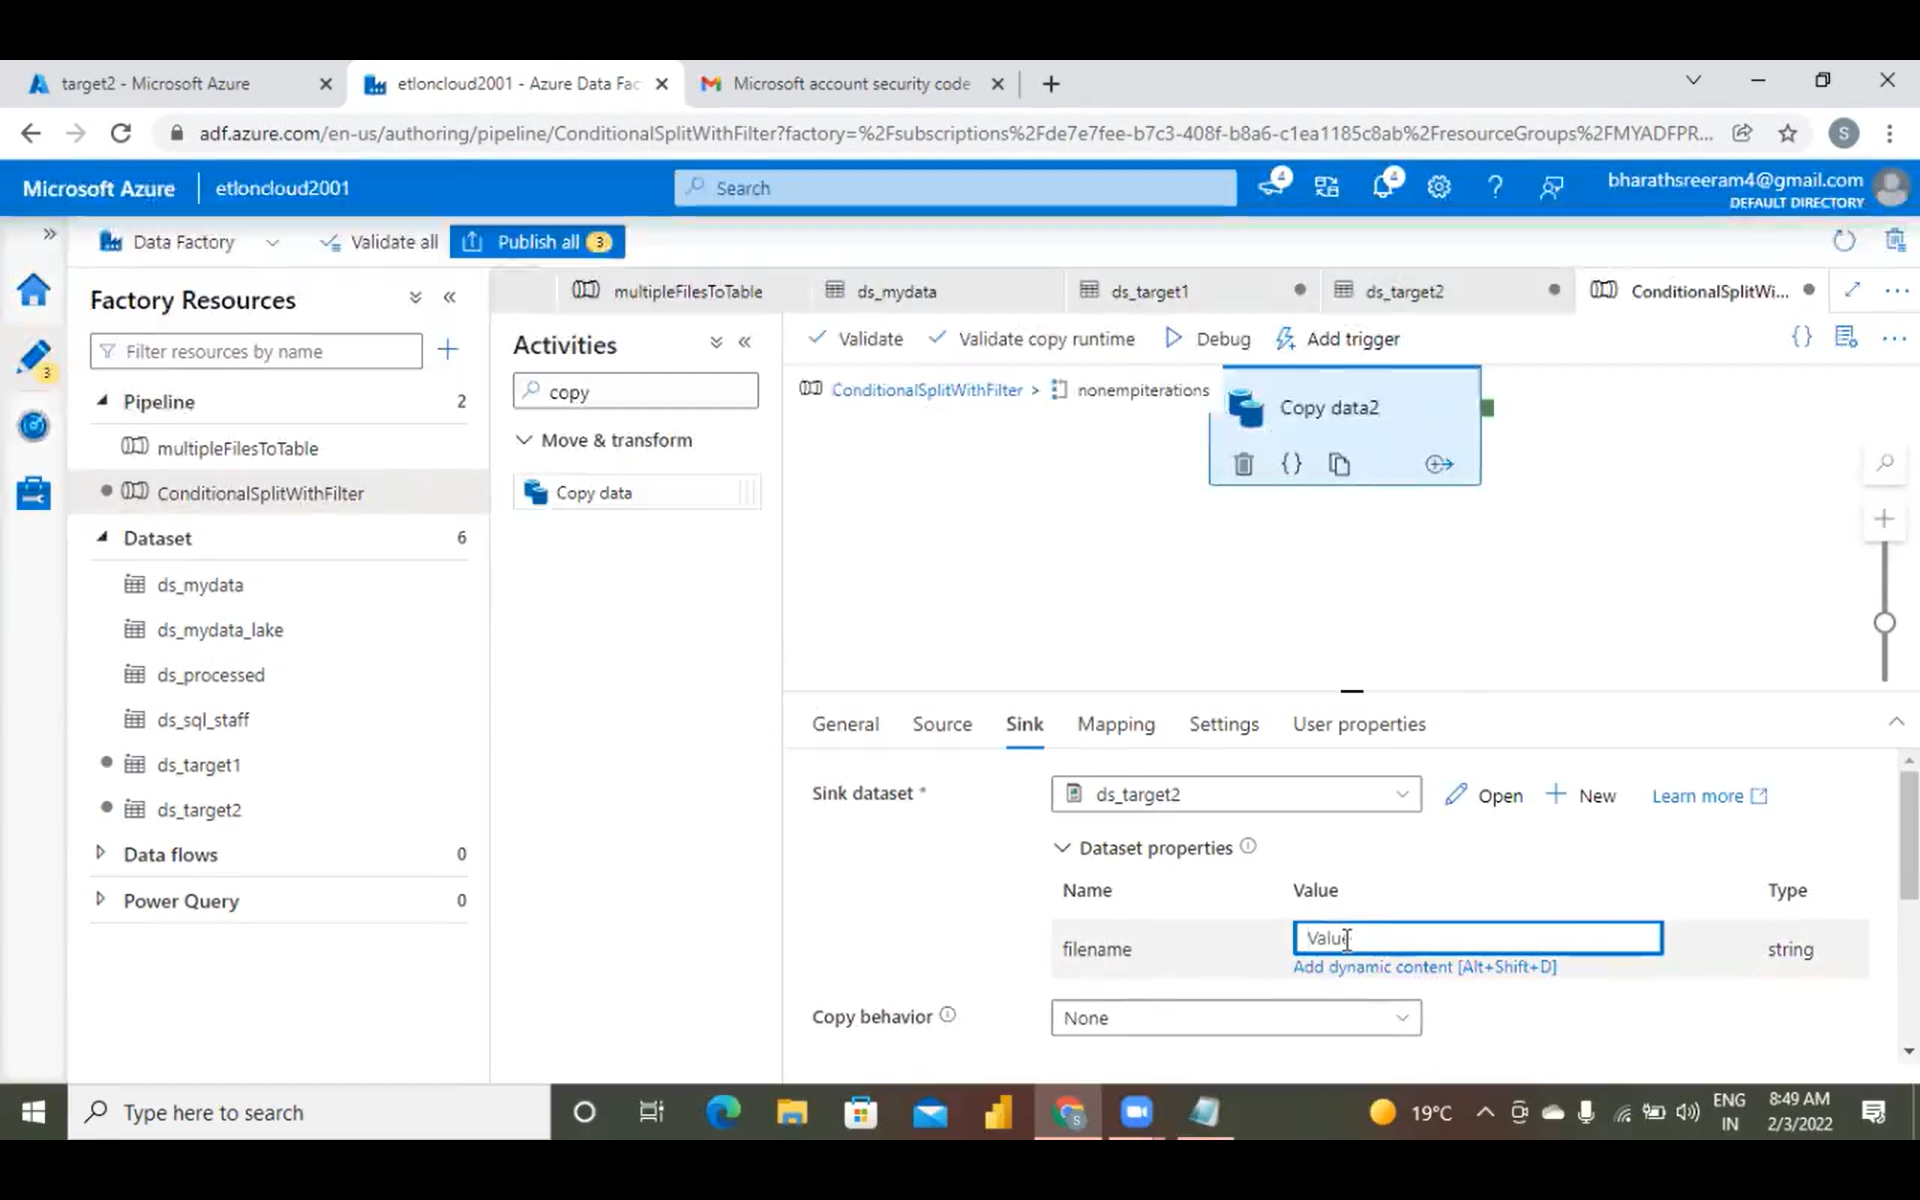 target2 - Microsoft Azure
etloncloud2001 - Azure Data Fac
Microsoft account security code
adf.azure.com/en-us/authoring/pipeline/ConditionalSplitWithFilter?factory=%2Fsubscriptions%2Fde7e7fee-b7c3-408f-b8a6-c1ea1185c8ab%2FresourceGroups%2FMYADFPR...
S
Microsoft Azure
etloncloud2001
Search
4
4
bharathsreeram4@gmail.com
DEFAULT DIRECTORY
Data Factory
Validate all
Publish all 3
Factory Resources
Filter resources by name
3
Pipeline 2
multipleFilesToTable
ConditionalSplitWithFilter
Dataset 6
ds_mydata
ds_mydata_lake
ds_processed
ds_sql_staff
ds_target1
ds_target2
Data flows 0
Power Query 0
multipleFilesToTable
ds_mydata
ds_target1
ds_target2
ConditionalSplitWi...
Activities
copy
Move & transform
Copy data
Validate
Validate copy runtime
Debug
Add trigger
ConditionalSplitWithFilter > nonempiterations
Copy data2
General
Source
Sink
Mapping
Settings
User properties
Sink dataset *
ds_target2
Open
New
Learn more
Dataset properties
Name
Value
Type
filename
Value
string
Add dynamic content [Alt+Shift+D]
Copy behavior
None
Type here to search
19°C
ENG
IN
8:49 AM
2/3/2022